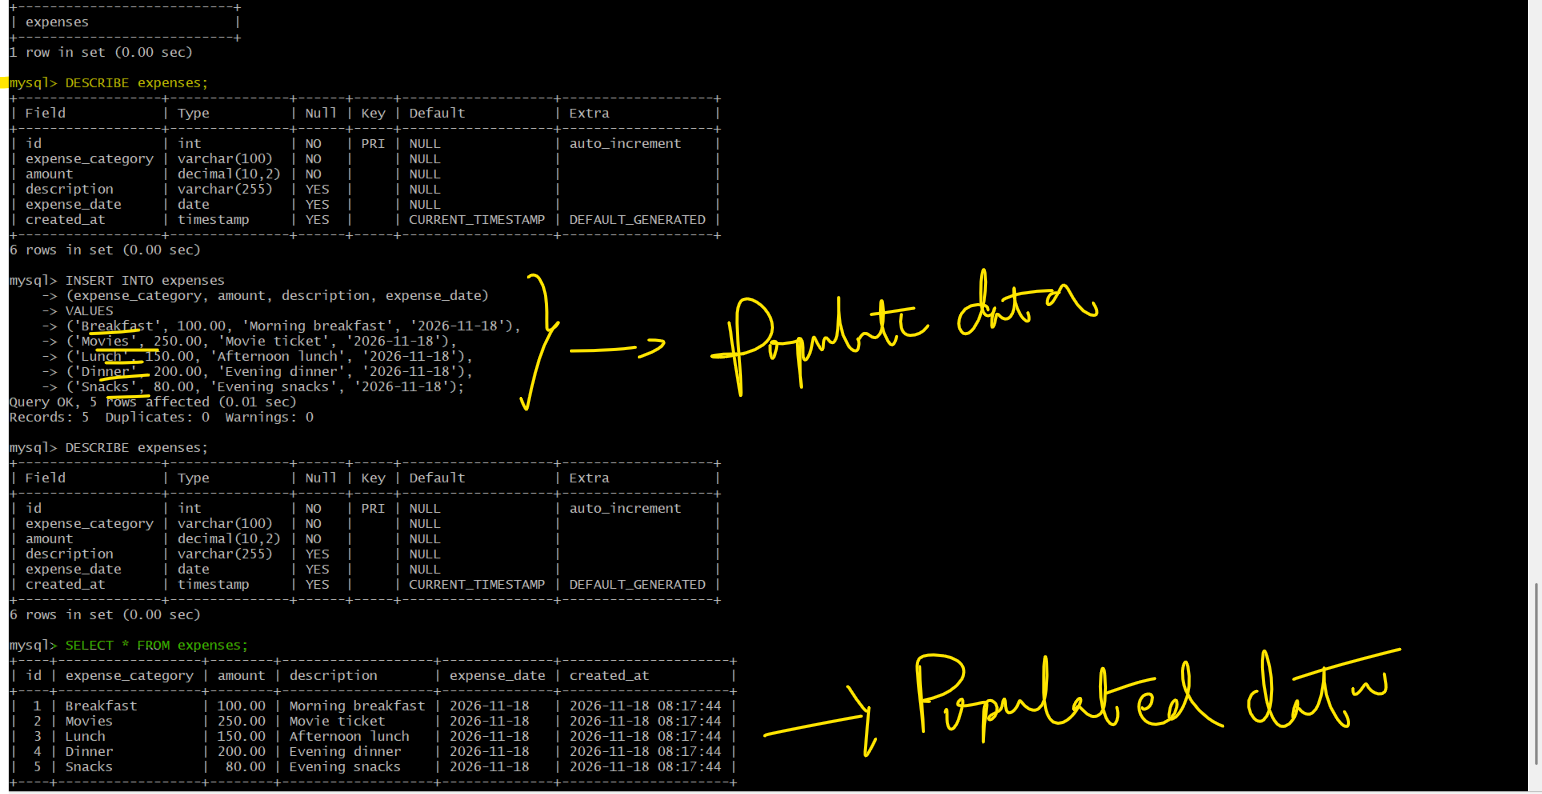 +---------------------------+
| expenses                  |
+---------------------------+
1 row in set (0.00 sec)
mysql> DESCRIBE expenses;
+------------------+---------------+------+-----+-------------------+-------------------+
| Field            | Type          | Null | Key | Default           | Extra             |
+------------------+---------------+------+-----+-------------------+-------------------+
| id               | int           | NO   | PRI | NULL              | auto_increment    |
| expense_category | varchar(100)  | NO   |     | NULL              |                   |
| amount           | decimal(10,2) | NO   |     | NULL              |                   |
| description      | varchar(255)  | YES  |     | NULL              |                   |
| expense_date     | date          | YES  |     | NULL              |                   |
| created_at       | timestamp     | YES  |     | CURRENT_TIMESTAMP | DEFAULT_GENERATED |
+------------------+---------------+------+-----+-------------------+-------------------+
6 rows in set (0.00 sec)
mysql> INSERT INTO expenses
    -> (expense_category, amount, description, expense_date)
    -> VALUES
    -> ('Breakfast', 100.00, 'Morning breakfast', '2026-11-18'),
    -> ('Movies', 250.00, 'Movie ticket', '2026-11-18'),
    -> ('Lunch', 150.00, 'Afternoon lunch', '2026-11-18'),
    -> ('Dinner', 200.00, 'Evening dinner', '2026-11-18'),
    -> ('Snacks', 80.00, 'Evening snacks', '2026-11-18');
Populate data
Query OK, 5 rows affected (0.01 sec)
Records: 5  Duplicates: 0  Warnings: 0
mysql> DESCRIBE expenses;
+------------------+---------------+------+-----+-------------------+-------------------+
| Field            | Type          | Null | Key | Default           | Extra             |
+------------------+---------------+------+-----+-------------------+-------------------+
| id               | int           | NO   | PRI | NULL              | auto_increment    |
| expense_category | varchar(100)  | NO   |     | NULL              |                   |
| amount           | decimal(10,2) | NO   |     | NULL              |                   |
| description      | varchar(255)  | YES  |     | NULL              |                   |
| expense_date     | date          | YES  |     | NULL              |                   |
| created_at       | timestamp     | YES  |     | CURRENT_TIMESTAMP | DEFAULT_GENERATED |
+------------------+---------------+------+-----+-------------------+-------------------+
6 rows in set (0.00 sec)
mysql> SELECT * FROM expenses;
+----+------------------+--------+-------------------+--------------+---------------------+
| id | expense_category | amount | description       | expense_date | created_at          |
+----+------------------+--------+-------------------+--------------+---------------------+
|  1 | Breakfast        | 100.00 | Morning breakfast | 2026-11-18   | 2026-11-18 08:17:44 |
|  2 | Movies           | 250.00 | Movie ticket      | 2026-11-18   | 2026-11-18 08:17:44 |
|  3 | Lunch            | 150.00 | Afternoon lunch   | 2026-11-18   | 2026-11-18 08:17:44 |
|  4 | Dinner           | 200.00 | Evening dinner    | 2026-11-18   | 2026-11-18 08:17:44 |
|  5 | Snacks           |  80.00 | Evening snacks    | 2026-11-18   | 2026-11-18 08:17:44 |
+----+------------------+--------+-------------------+--------------+---------------------+
Populated data